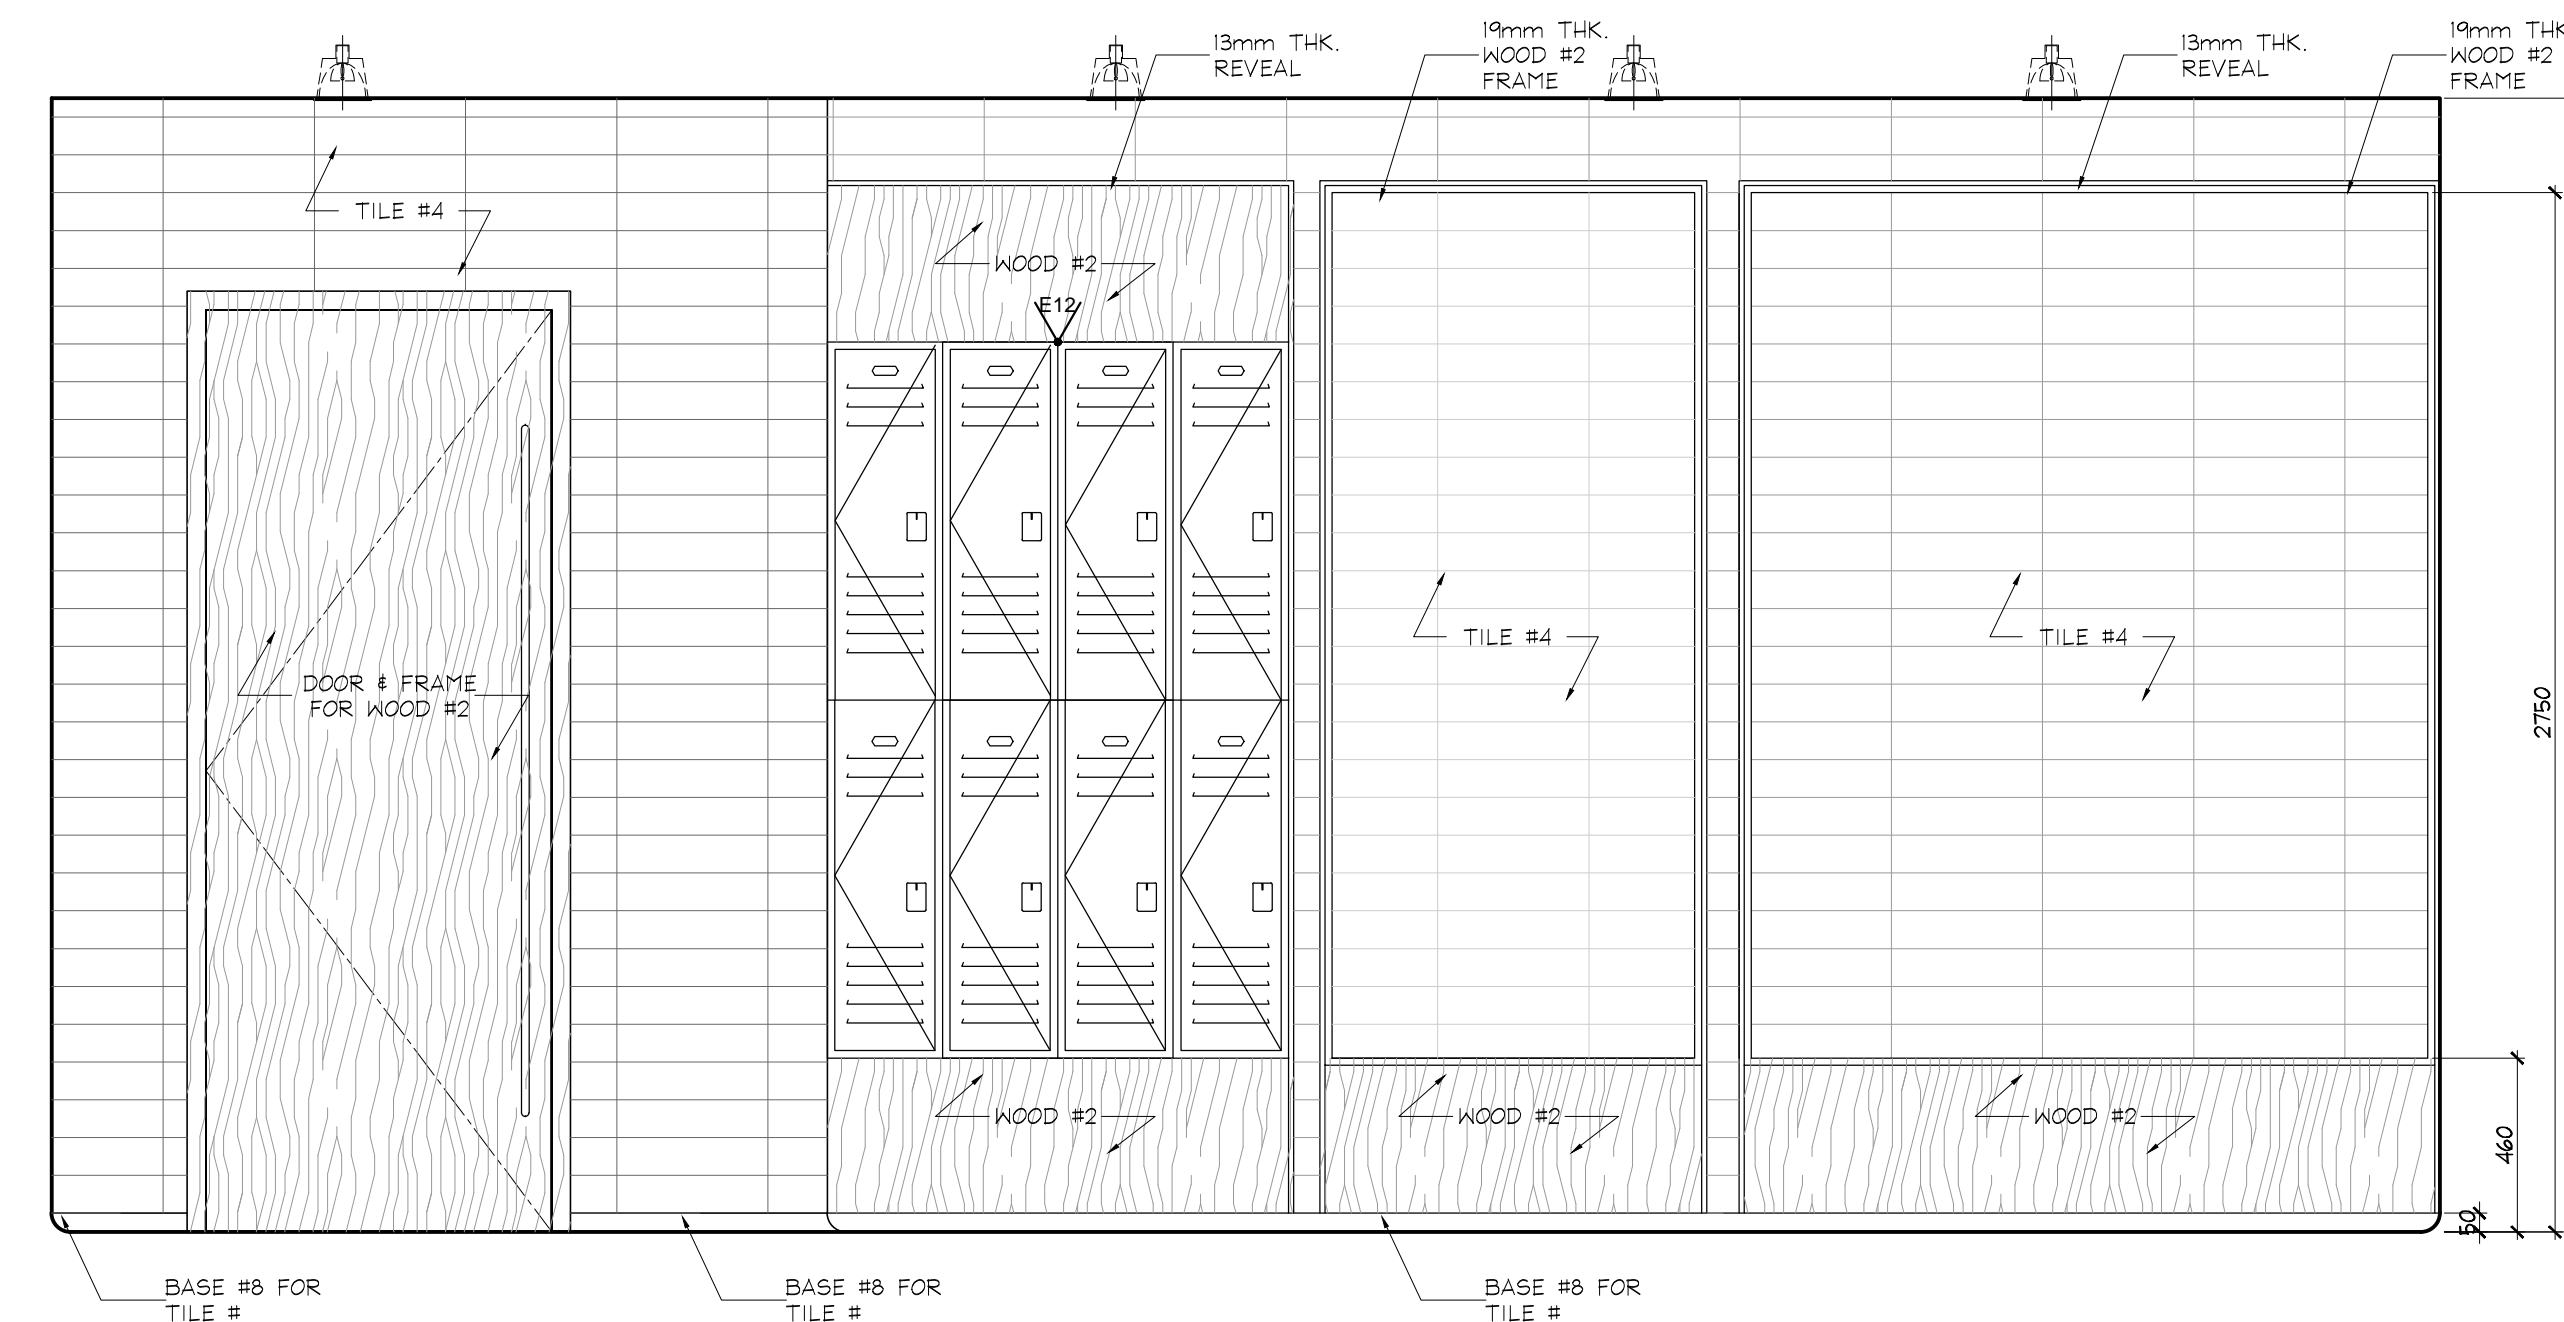 13mm THK.
REVEAL
19mm THK.
WOOD #2
FRAME
13mm THK.
REVEAL
19mm THK
WOOD #2
FRAME
TILE #4
WOOD #2
E12
TILE #4
TILE #4
DOOR & FRAME
FOR WOOD #2
2750
WOOD #2
WOOD #2
WOOD #2
460
50
BASE #8 FOR
TILE #
BASE #8 FOR
TILE #
BASE #8 FOR
TILE #